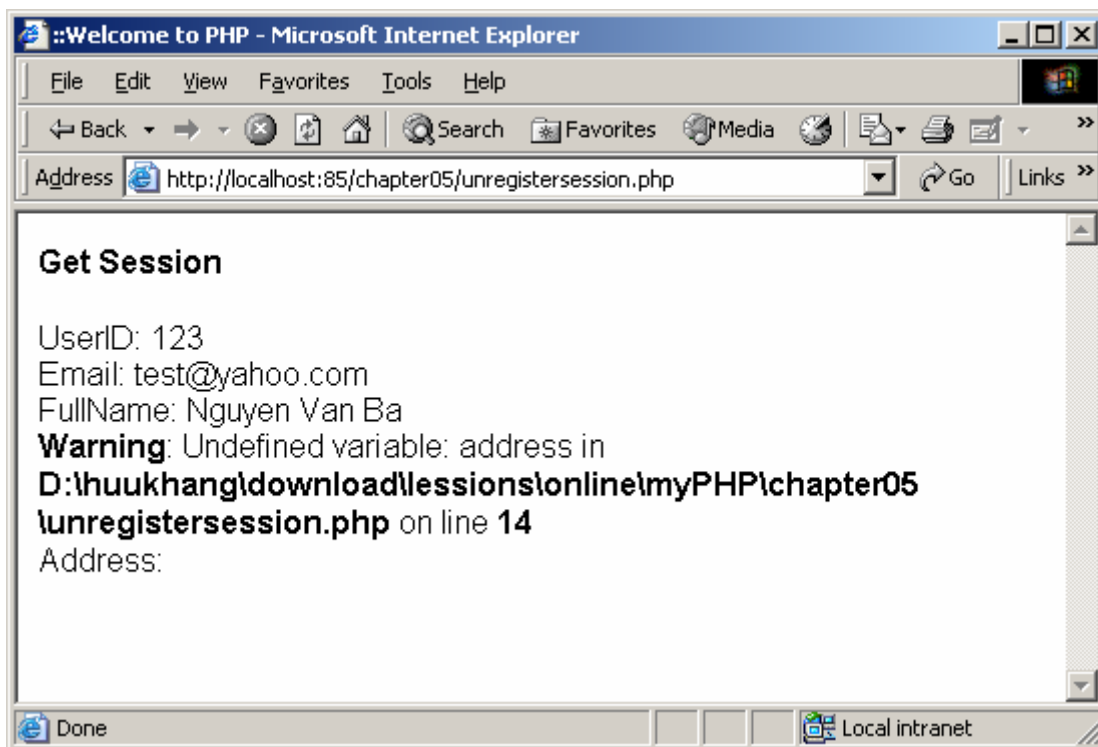 ::Welcome to PHP - Microsoft Internet Explorer
File Edit View Favorites Tools Help
Back Search Favorites Media »
Address http://localhost:85/chapter05/unregistersession.php Go Links »
Get Session
UserID: 123
Email: test@yahoo.com
FullName: Nguyen Van Ba
Warning: Undefined variable: address in
D:\huukhang\download\lessions\online\myPHP\chapter05
\unregistersession.php on line 14
Address:
Done Local intranet